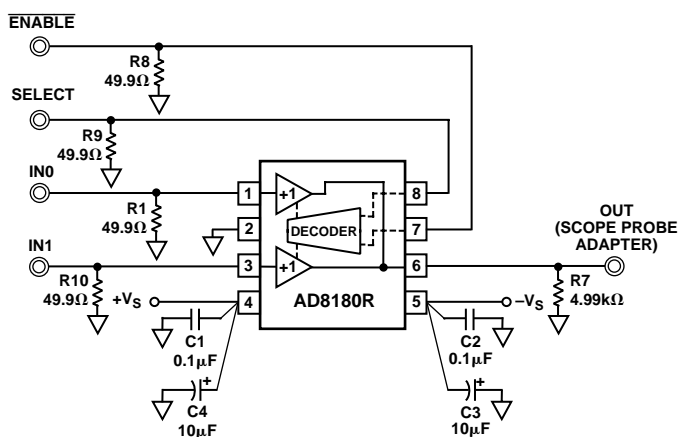 ENABLE
R8
49.9Ω
SELECT
R9
49.9Ω
IN0
R1
49.9Ω
IN1
R10
49.9Ω
1
2
3
4
+1
DECODER
+1
AD8180R
8
7
6
5
OUT
(SCOPE PROBE
ADAPTER)
R7
4.99kΩ
+VS
C1
0.1μF
C4
+
10μF
–VS
C2
0.1μF
C3
+
10μF